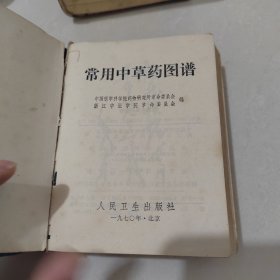 常用中草药图谱
中国医学科学院药物研究所革命委员会
浙江中医学院革命委员会 编
人民卫生出版社
一九七〇年·北京